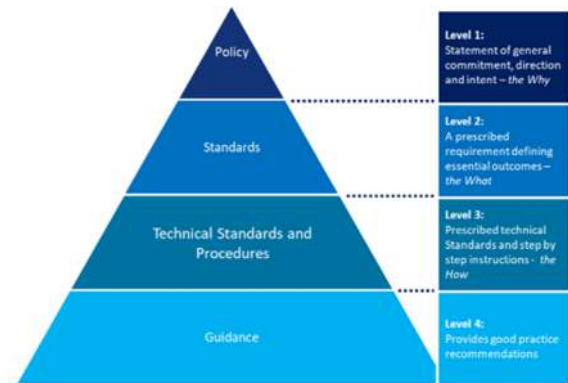 Policy
Level 1:
Statement of general
commitment, direction
and intent – the Why
Standards
Level 2:
A prescribed
requirement defining
essential outcomes –
the What
Technical Standards and
Procedures
Level 3:
Prescribed technical
Standards and step by
step instructions - the
How
Guidance
Level 4:
Provides good practice
recommendations